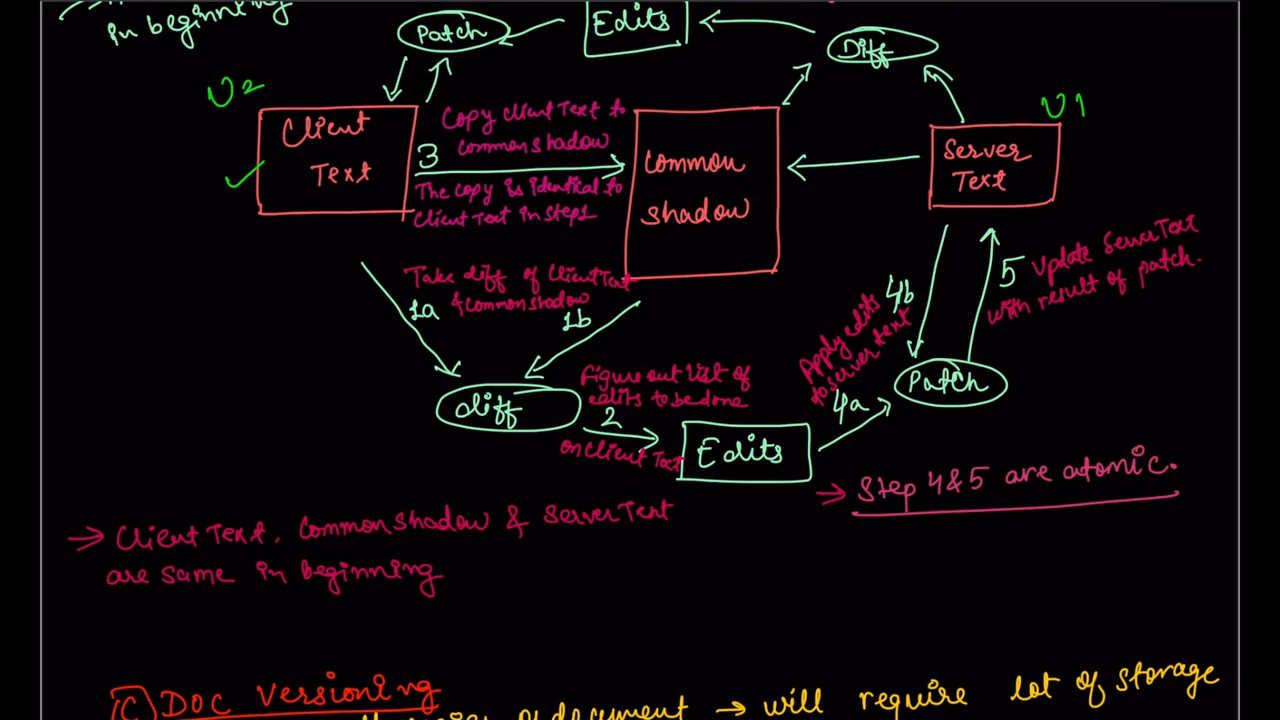 in beginning
Patch
Edits
Diff
V2
V1
Client
Text
Copy client Text to
common shadow
3
The copy is identical to
Client Text in Step1
Common
shadow
Server
Text
Take diff of Client Text
& Common shadow
1a
1b
diff
Figure out list of
edits to be done
2
on Client Text
Edits
Apply edits
to server text
4a
4b
Patch
5 Update ServerText
with result of patch.
→ Step 4&5 are atomic.
→ Client Text, Common shadow & Server Text
are same in beginning
(C) DOC Versioning
document → will require lot of storage